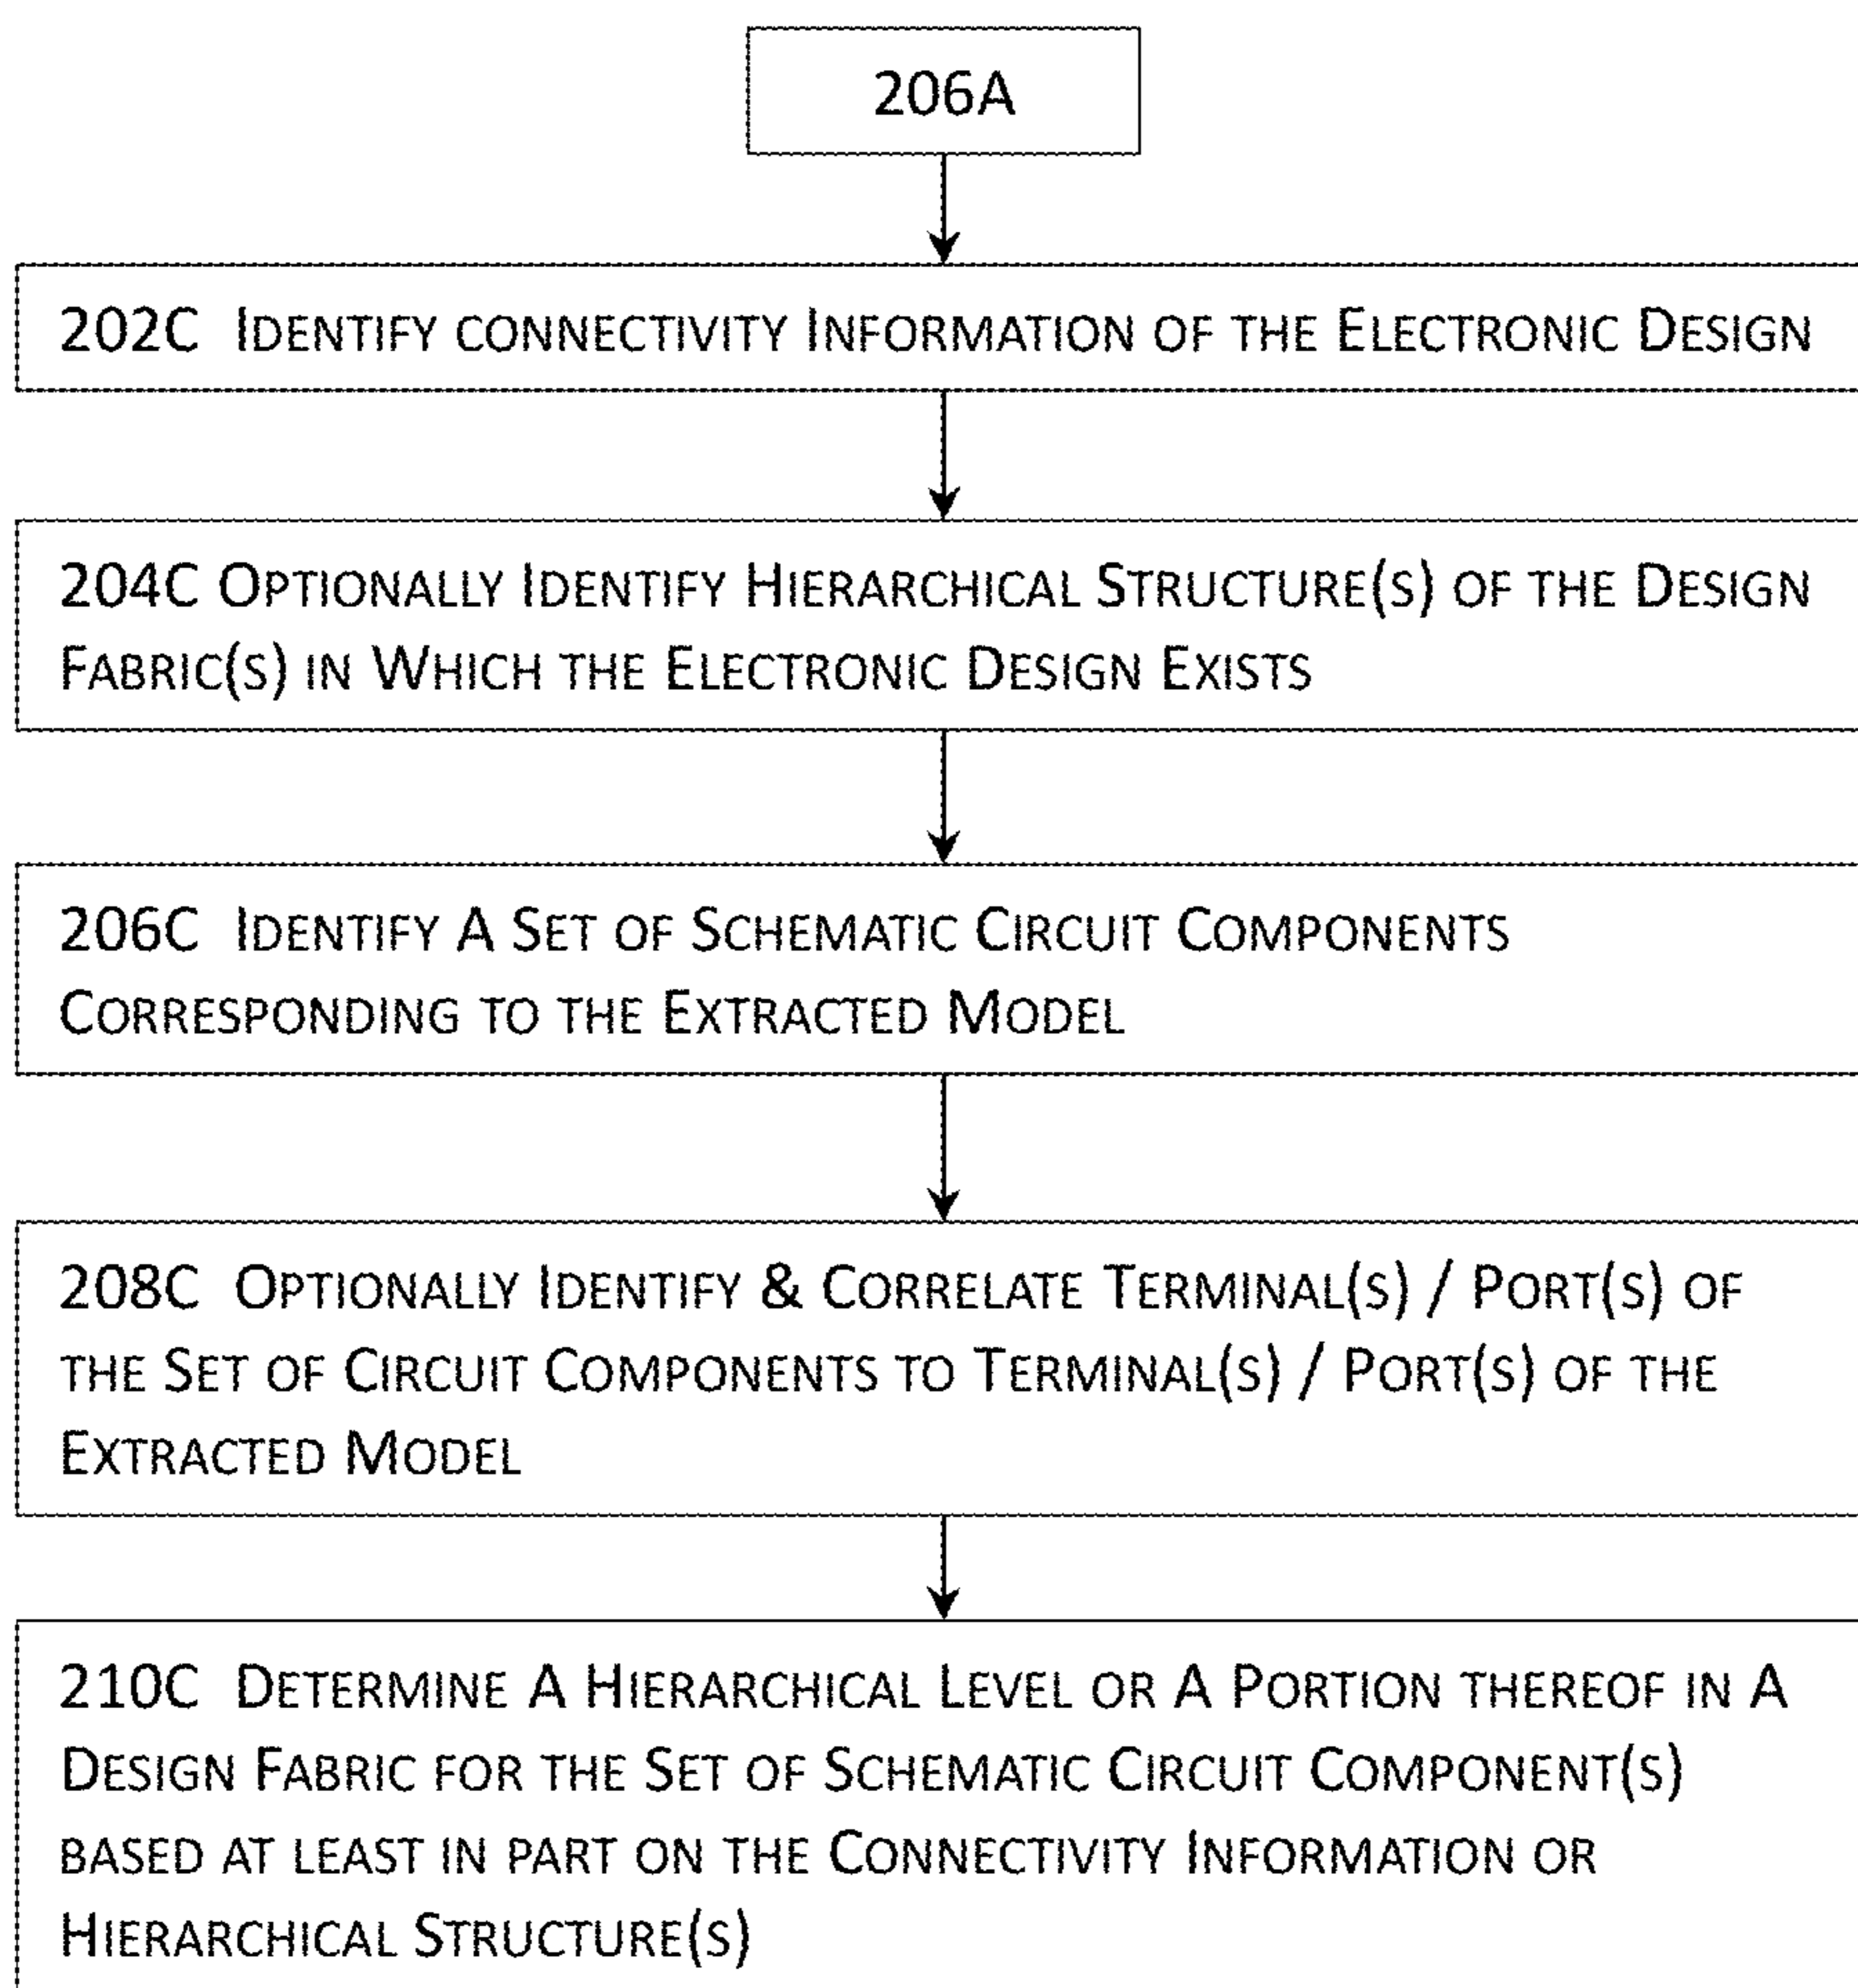 206A
202C IDENTIFY CONNECTIVITY INFORMATION OF THE ELECTRONIC DESIGN
204C OPTIONALLY IDENTIFY HIERARCHICAL STRUCTURE(S) OF THE DESIGN
FABRIC(S) IN WHICH THE ELECTRONIC DESIGN EXISTS
206C IDENTIFY A SET OF SCHEMATIC CIRCUIT COMPONENTS
CORRESPONDING TO THE EXTRACTED MODEL
208C OPTIONALLY IDENTIFY & CORRELATE TERMINAL(S) / PORT(S) OF
THE SET OF CIRCUIT COMPONENTS TO TERMINAL(S) / PORT(S) OF THE
EXTRACTED MODEL
210C DETERMINE A HIERARCHICAL LEVEL OR A PORTION THEREOF IN A
DESIGN FABRIC FOR THE SET OF SCHEMATIC CIRCUIT COMPONENT(S)
BASED AT LEAST IN PART ON THE CONNECTIVITY INFORMATION OR
HIERARCHICAL STRUCTURE(S)